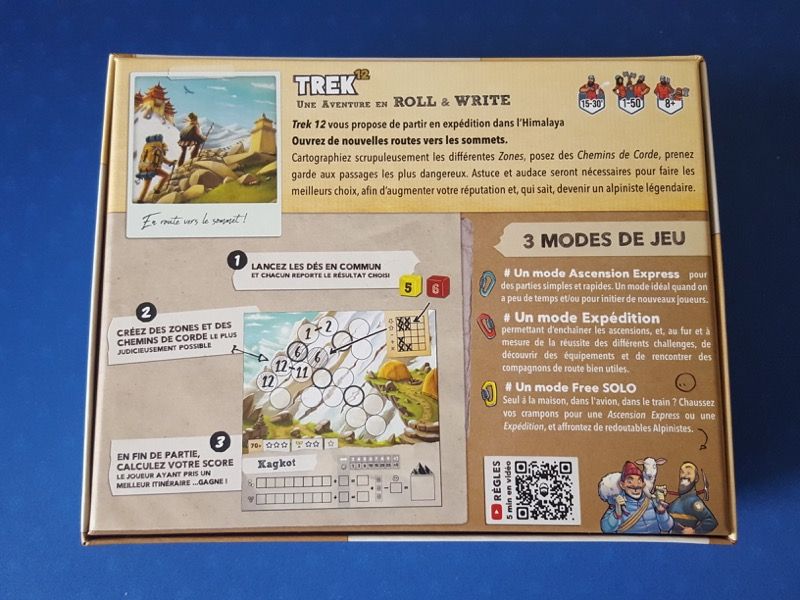 TREK 12
UNE AVENTURE EN ROLL & WRITE
15-30'
1-50
8+
Trek 12 vous propose de partir en expédition dans l'Himalaya
Ouvrez de nouvelles routes vers les sommets.
Cartographiez scrupuleusement les différentes Zones, posez des Chemins de Corde, prenez
garde aux passages les plus dangereux. Astuce et audace seront nécessaires pour faire les
meilleurs choix, afin d'augmenter votre réputation et, qui sait, devenir un alpiniste légendaire.
En route vers le sommet !
1
LANCEZ LES DÉS EN COMMUN
ET CHACUN REPORTE LE RÉSULTAT CHOISI
5
6
2
CRÉEZ DES ZONES ET DES
CHEMINS DE CORDE LE PLUS
JUDICIEUSEMENT POSSIBLE
1-2
6
6
12-11
12
3
EN FIN DE PARTIE,
CALCULEZ VOTRE SCORE
LE JOUEUR AYANT PRIS UN
MEILLEUR ITINÉRAIRE ...GAGNE !
70+
Kagkot
3 MODES DE JEU
# Un mode Ascension Express pour
des parties simples et rapides. Un mode idéal quand on
a peu de temps et/ou pour initier de nouveaux joueurs.
# Un mode Expédition
permettant d'enchaîner les ascensions, et, au fur et à
mesure de la réussite des différents challenges, de
découvrir des équipements et de rencontrer des
compagnons de route bien utiles.
# Un mode Free SOLO
Seul à la maison, dans l'avion, dans le train ? Chaussez
vos crampons pour une Ascension Express ou une
Expédition, et affrontez de redoutables Alpinistes.
RÈGLES
5 min en vidéo